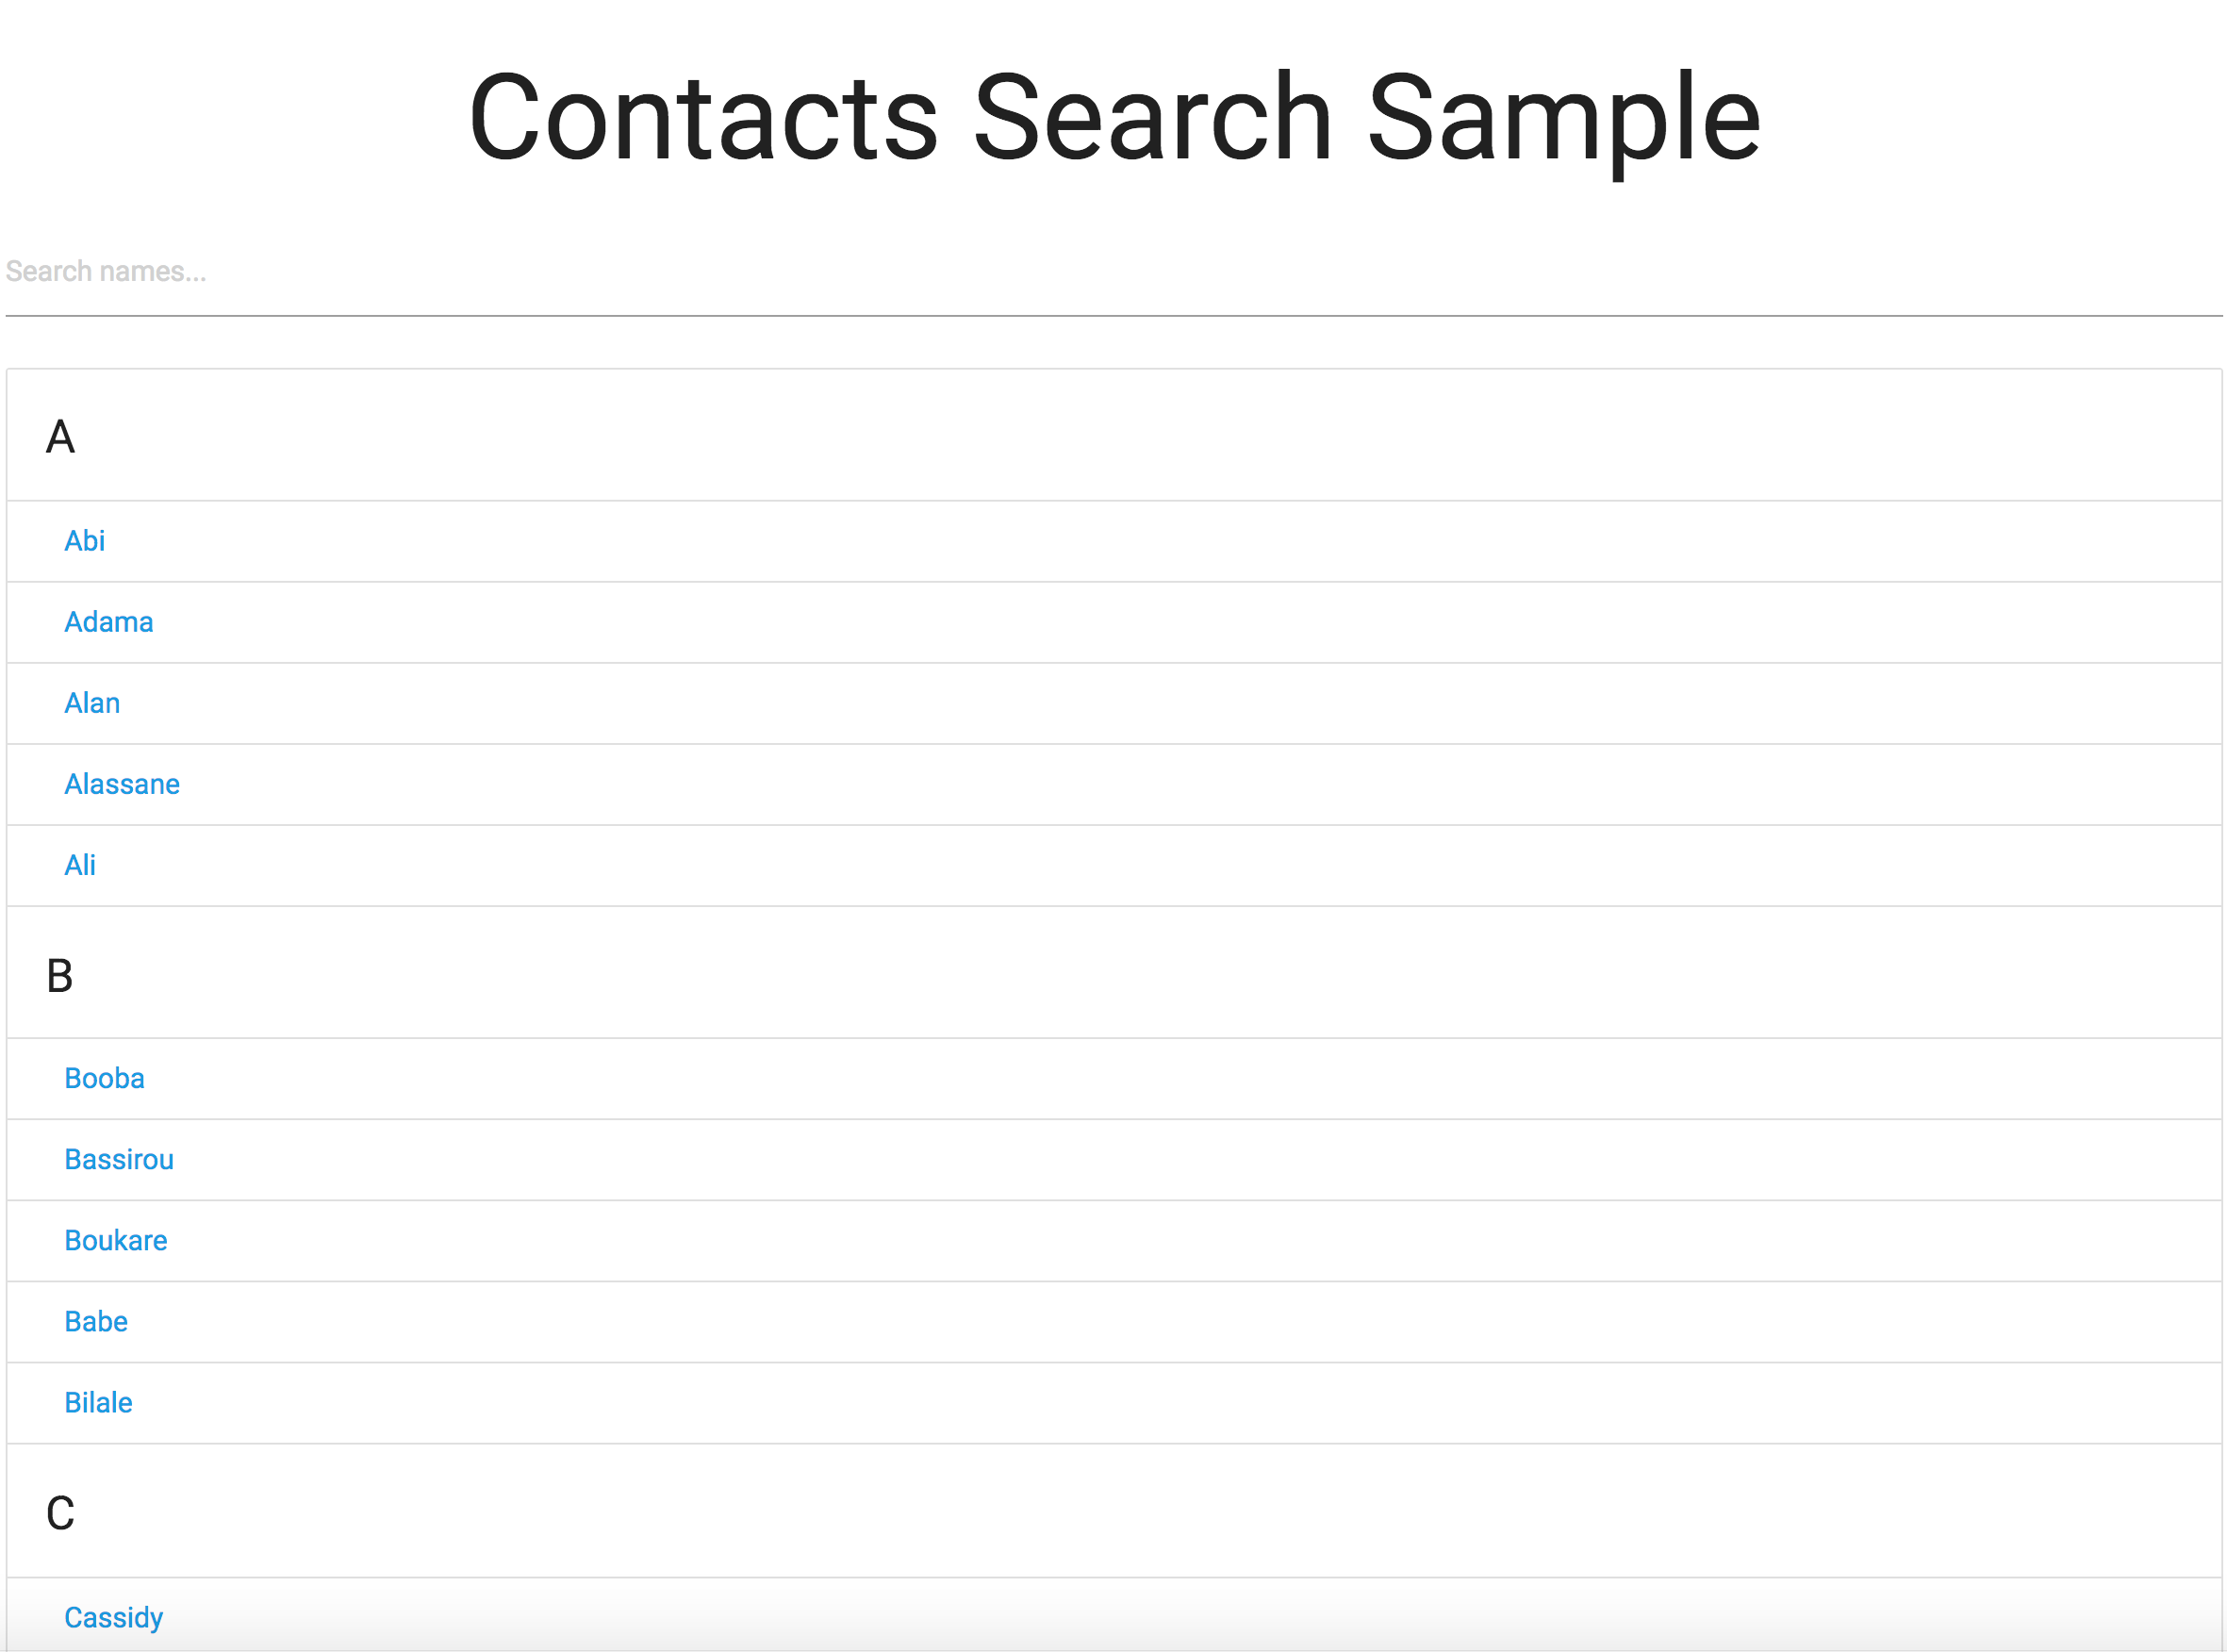 Contacts Search Sample
Search names...
A
Abi
Adama
Alan
Alassane
Ali
B
Booba
Bassirou
Boukare
Babe
Bilale
C
Cassidy